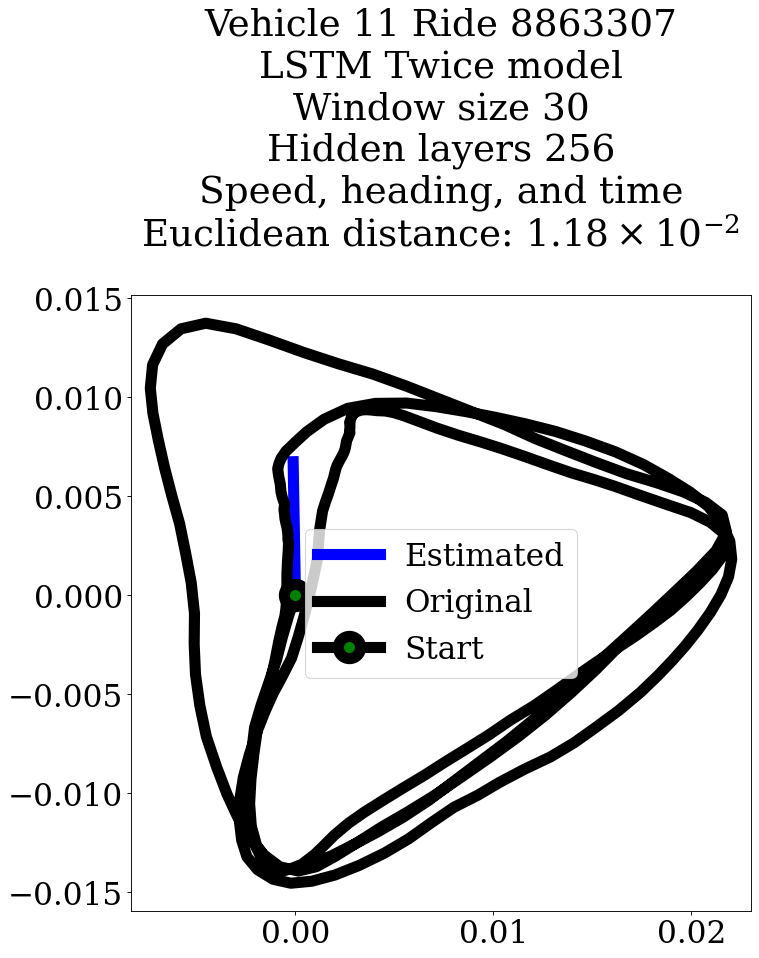 Vehicle 11 Ride 8863307
LSTM Twice model
Window size 30
Hidden layers 256
Speed, heading, and time
Euclidean distance: 1.18 × 10⁻²
0.015
0.010
0.005
0.000
−0.005
−0.010
−0.015
Estimated
Original
Start
0.00 0.01 0.02